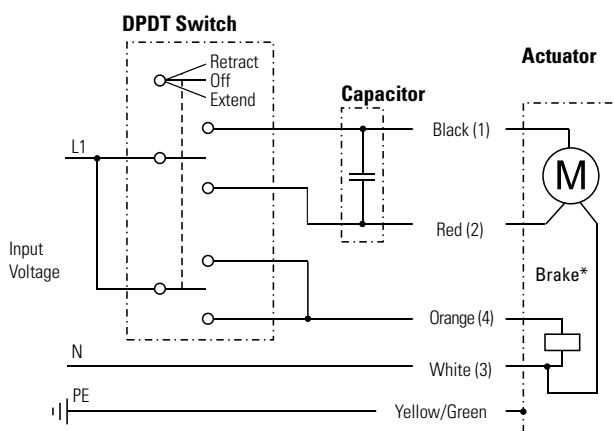 DPDT Switch
Actuator
Retract
Off
Extend
Capacitor
L1
Black (1)
M
Red (2)
Input
Voltage
Brake*
Orange (4)
N
White (3)
PE
Yellow/Green